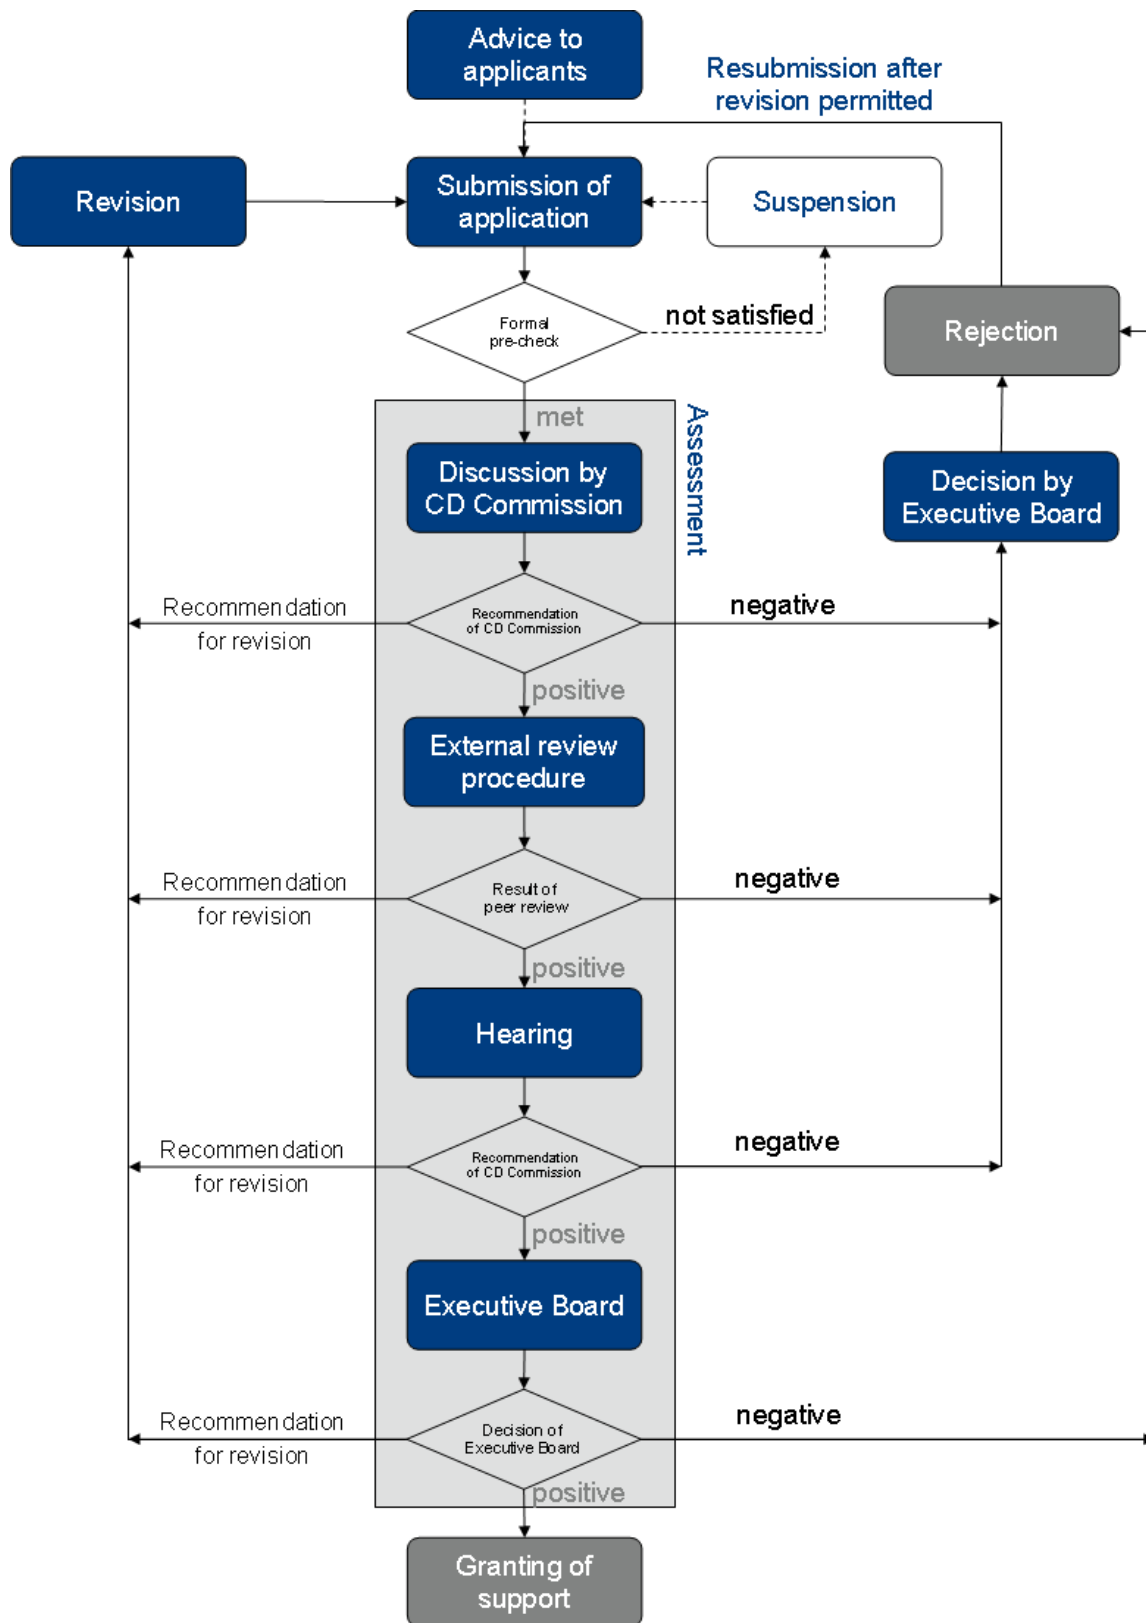 Advice to
applicants
Resubmission after
revision permitted
Revision
Submission of
application
Suspension
Formal
pre-check
not satisfied
Rejection
met
Assessment
Discussion by
CD Commission
Decision by
Executive Board
Recommendation
for revision
Recommendation
of CD Commission
negative
positive
External review
procedure
Recommendation
for revision
Result of
peer review
negative
positive
Hearing
Recommendation
for revision
Recommendation
of CD Commission
negative
positive
Executive Board
Recommendation
for revision
Decision of
Executive Board
negative
positive
Granting of
support